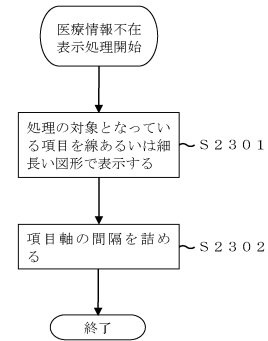 医療情報不在
表示処理開始
処理の対象となってい
る項目を線あるいは細
長い図形で表示する
Ｓ２３０１
項目軸の間隔を詰め
る
Ｓ２３０２
終了